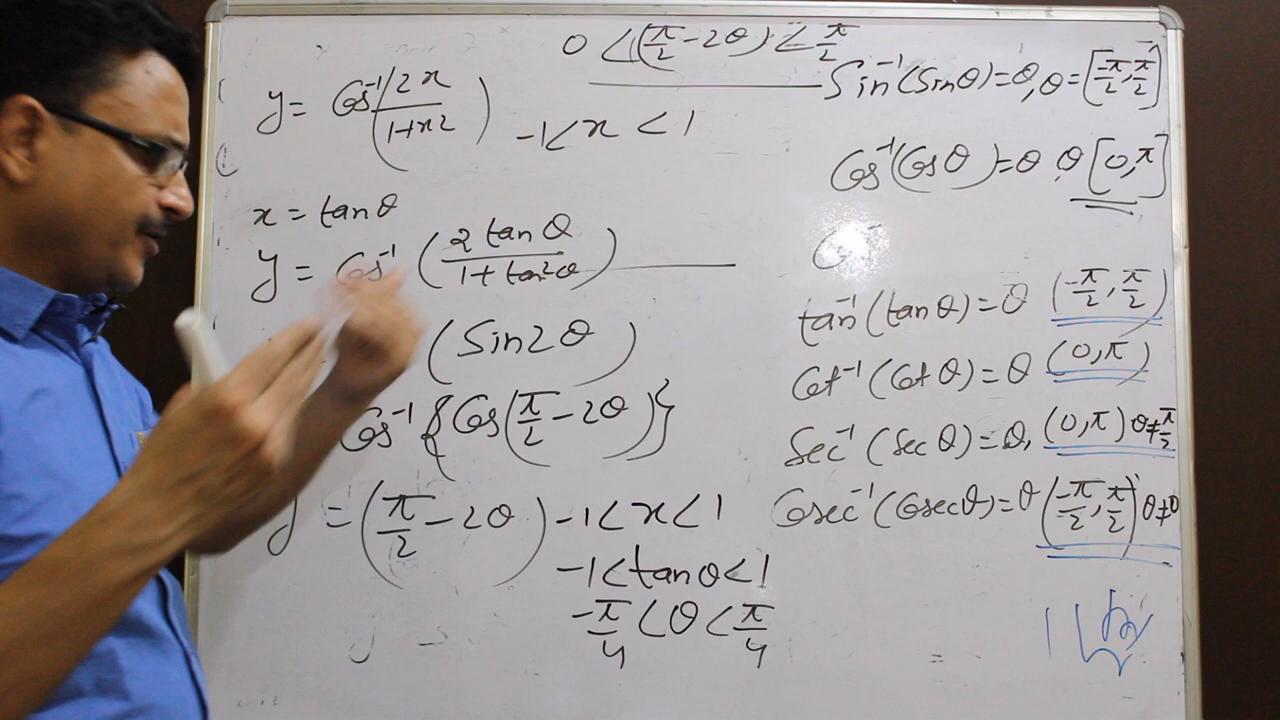 0 < (π/2 - 2θ) < π/2
y = Cos⁻¹(2x/1+x2) -1 < x < 1
x = tanθ
y = Cos⁻¹ (2 tan θ/1+tan²θ)
(Sin2θ)
Cos⁻¹ {Cos(π/2 - 2θ)}
y = (π/2 - 2θ) -1 < x < 1
-1 < tanθ < 1
-π/4 < θ < π/4
Sin⁻¹(Sinθ) = θ, θ = [-π/2, π/2]
Cos⁻¹(Cosθ) = θ θ [0, π]
tan⁻¹(tanθ) = θ (-π/2, π/2)
Cot⁻¹(Cotθ) = θ (0, π)
Sec⁻¹(Sec θ) = θ, (0, π) θ≠π/2
Cosec⁻¹(Cosecθ) = θ (-π/2, π/2) θ≠0